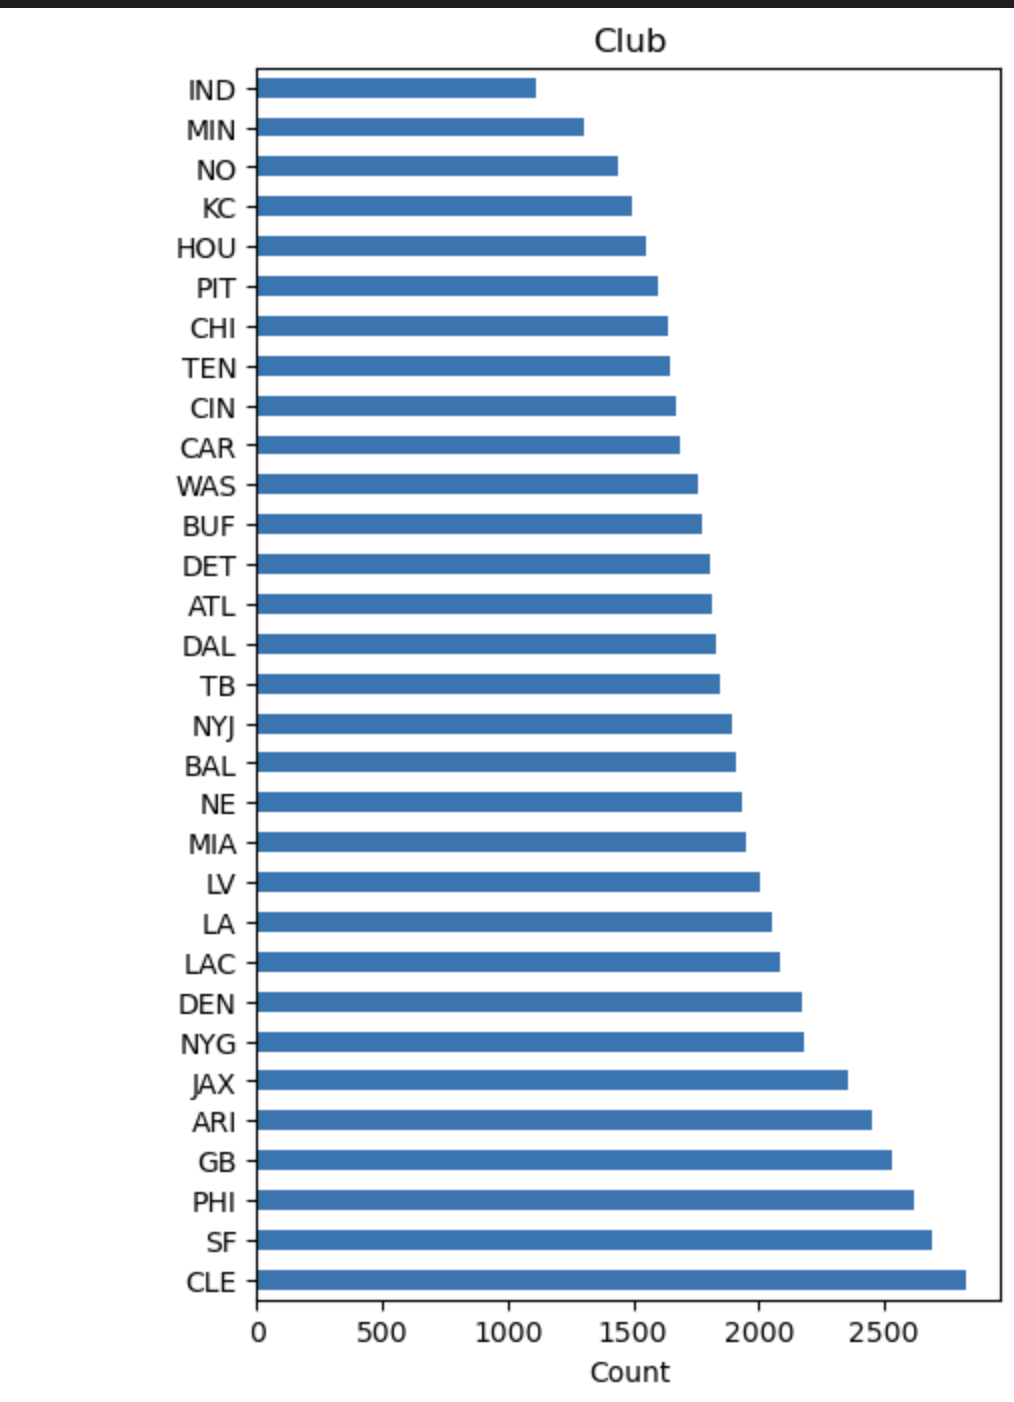 Club
IND
MIN
NO
KC
HOU
PIT
CHI
TEN
CIN
CAR
WAS
BUF
DET
ATL
DAL
TB
NYJ
BAL
NE
MIA
LV
LA
LAC
DEN
NYG
JAX
ARI
GB
PHI
SF
CLE
0 500 1000 1500 2000 2500
Count